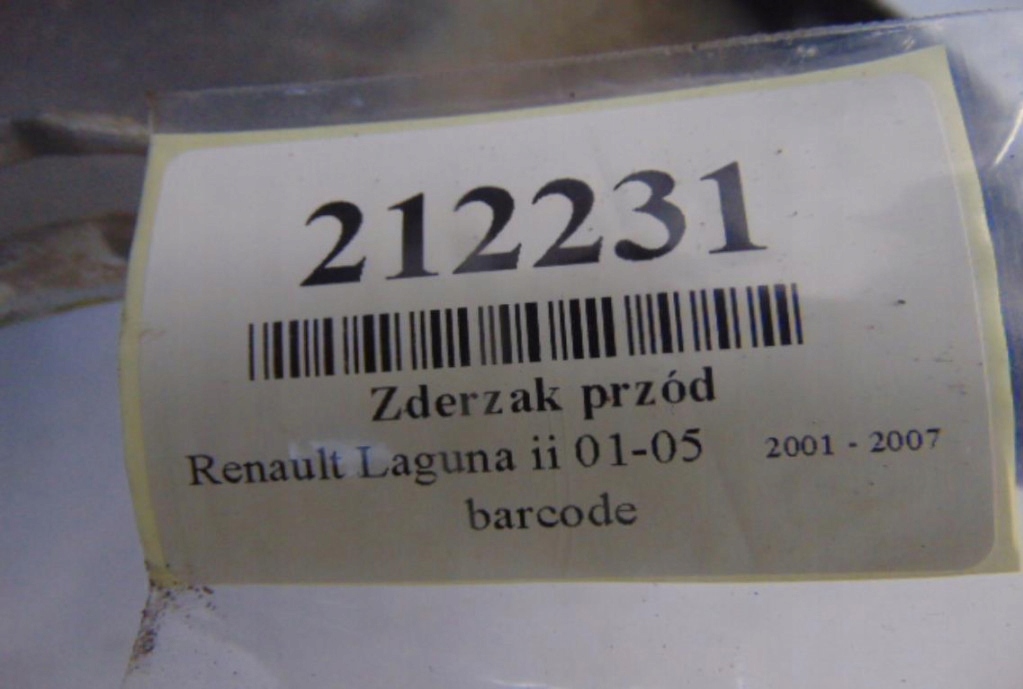 212231
Zderzak przód
Renault Laguna ii 01-05 2001 - 2007
barcode